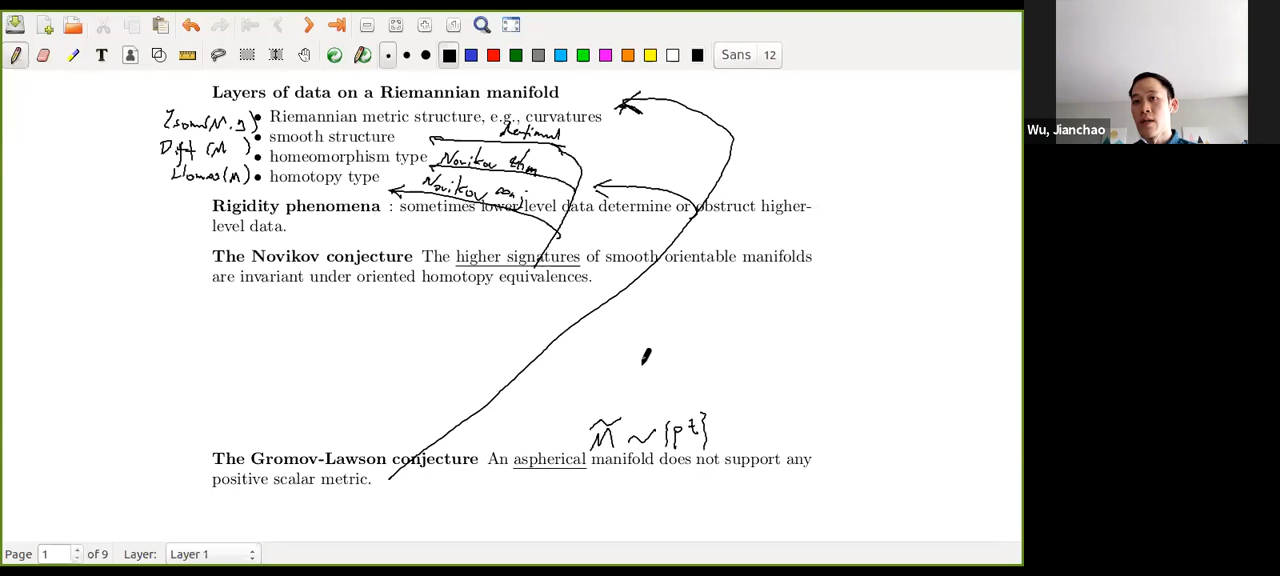 T Sans 12
Layers of data on a Riemannian manifold
Isom(M, g) • Riemannian metric structure, e.g., curvatures
Diff(M) • smooth structure
• homeomorphism type Novikov thm
Homeo(M) • homotopy type Novikov conj
Rigidity phenomena : sometimes lower-level data determine or obstruct higher-
level data.
The Novikov conjecture The higher signatures of smooth orientable manifolds
are invariant under oriented homotopy equivalences.
M̃ ~ {pt}
The Gromov-Lawson conjecture An aspherical manifold does not support any
positive scalar metric.
Page 1 of 9 Layer: Layer 1
Wu, Jianchao